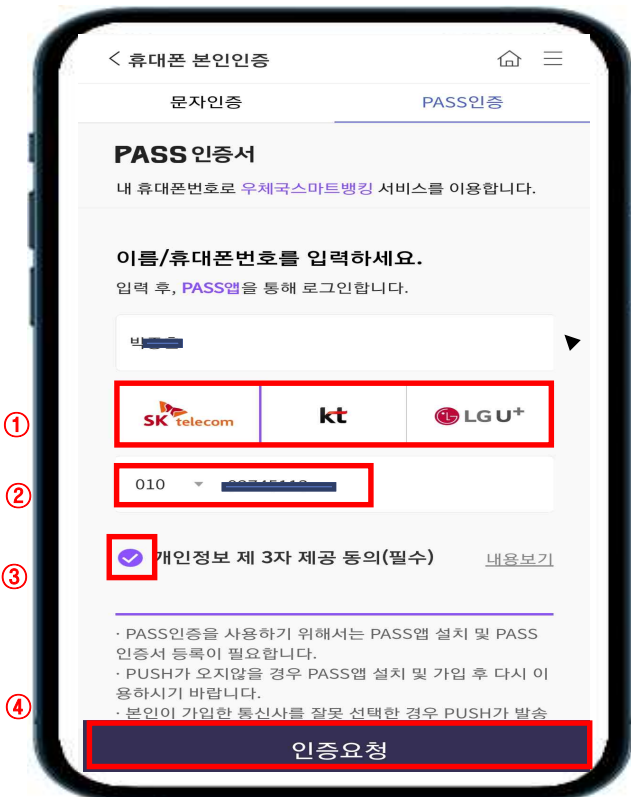 휴대폰 본인인증
문자인증 PASS인증
PASS 인증서
내 휴대폰번호로 우체국스마트뱅킹 서비스를 이용합니다.
이름/휴대폰번호를 입력하세요.
입력 후, PASS앱을 통해 로그인합니다.
① SK telecom kt LG U+
② 010
③ 개인정보 제 3자 제공 동의(필수) 내용보기
· PASS인증을 사용하기 위해서는 PASS앱 설치 및 PASS
인증서 등록이 필요합니다.
· PUSH가 오지않을 경우 PASS앱 설치 및 가입 후 다시 이
용하시기 바랍니다.
· 본인이 가입한 통신사를 잘못 선택한 경우 PUSH가 발송
④ 인증요청